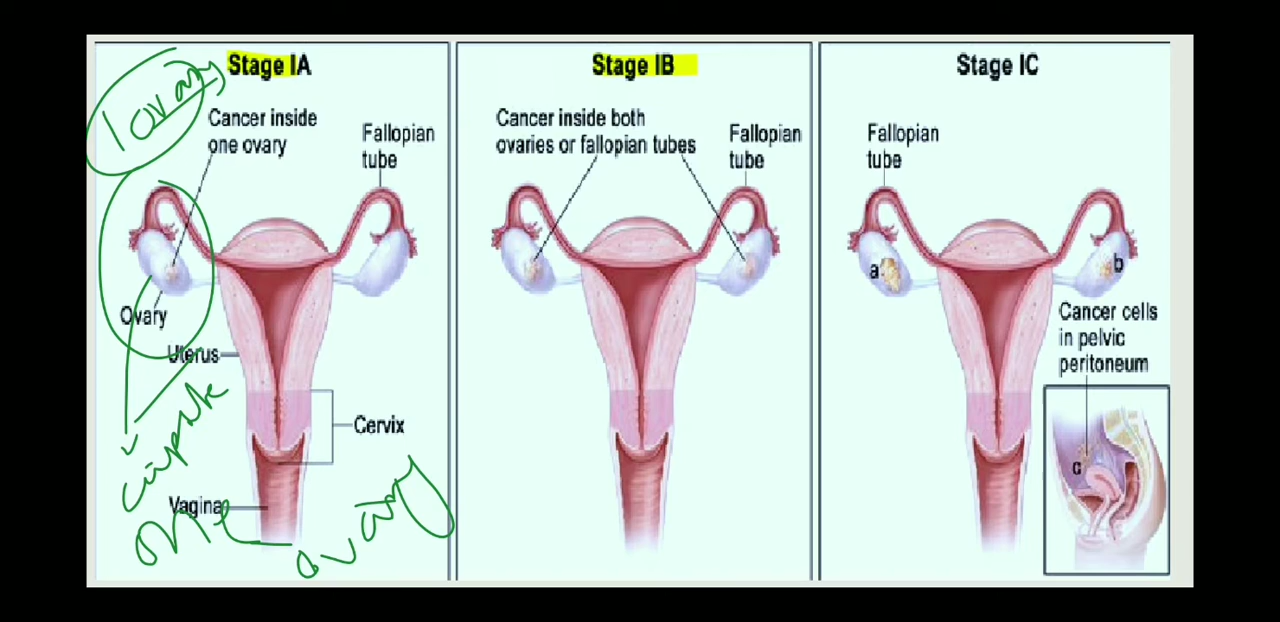 Stage IA
1 ovary
Cancer inside
one ovary
Fallopian
tube
Ovary
Uterus
Cervix
Vagina
one ovary
Stage IB
Cancer inside both
ovaries or fallopian tubes
Fallopian
tube
Stage IC
Fallopian
tube
a
b
Cancer cells
in pelvic
peritoneum
c